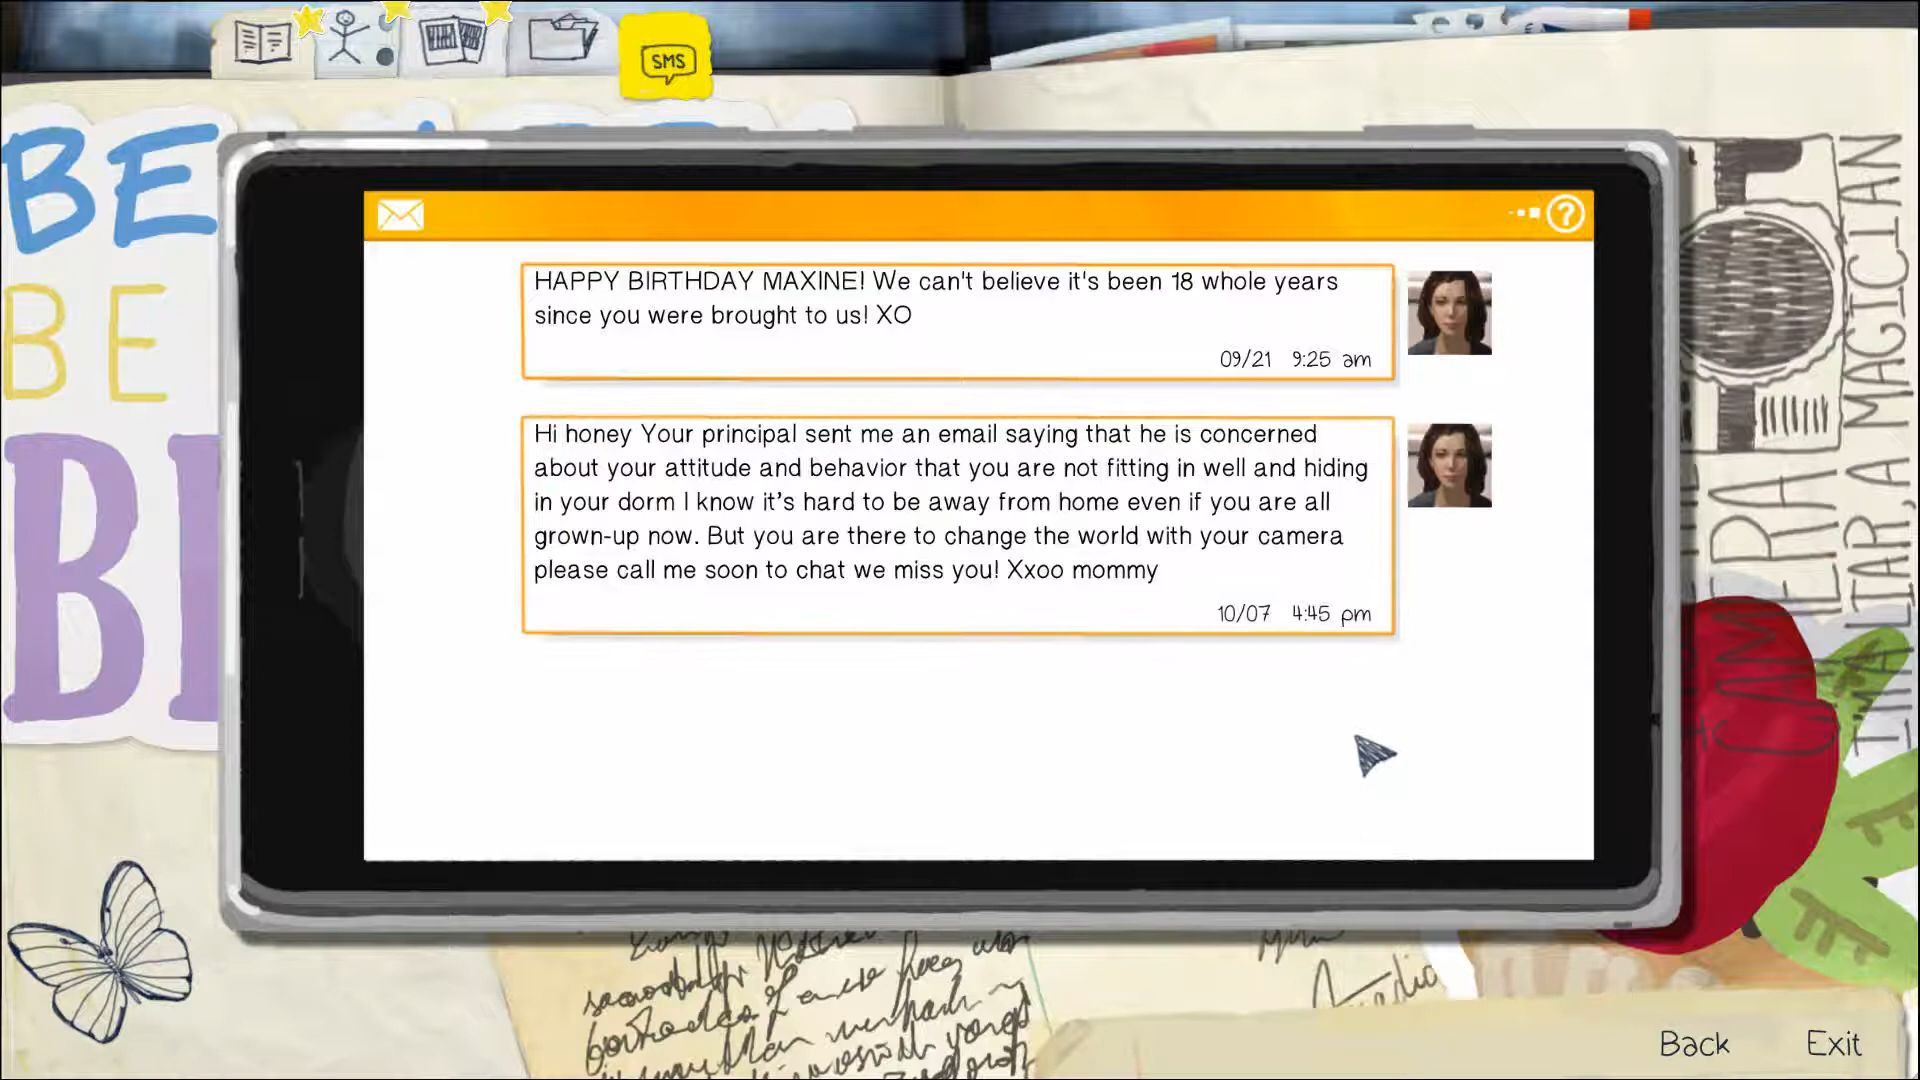 SMS
BE
BE
HAPPY BIRTHDAY MAXINE! We can't believe it's been 18 whole years
since you were brought to us! XO
09/21 9:25 am
Hi honey Your principal sent me an email saying that he is concerned
about your attitude and behavior that you are not fitting in well and hiding
in your dorm I know it's hard to be away from home even if you are all
grown-up now. But you are there to change the world with your camera
please call me soon to chat we miss you! Xxoo mommy
10/07 4:45 pm
CAMERA
I'M A LIAR, A MAGICIAN
Back
Exit